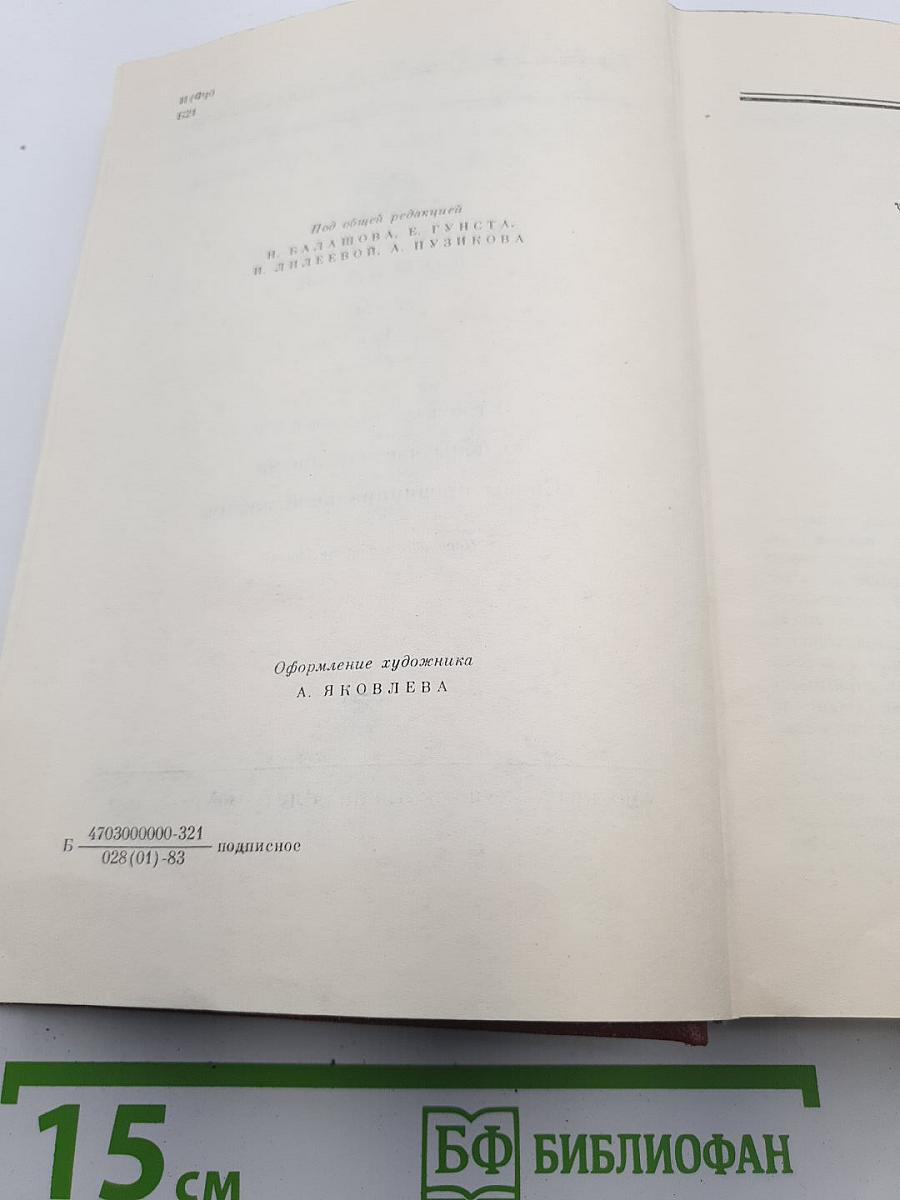 И(Фр)
Б21
Под общей редакцией
Н. БАЛАШОВА, Е. ГУНСТА,
И. ЛИЛЕЕВОЙ, А. ПУЗИКОВА
Оформление художника
А. ЯКОВЛЕВА
Б 4703000000-321
028(01)-83 подписное
15 см
БФ БИБЛИОФАН